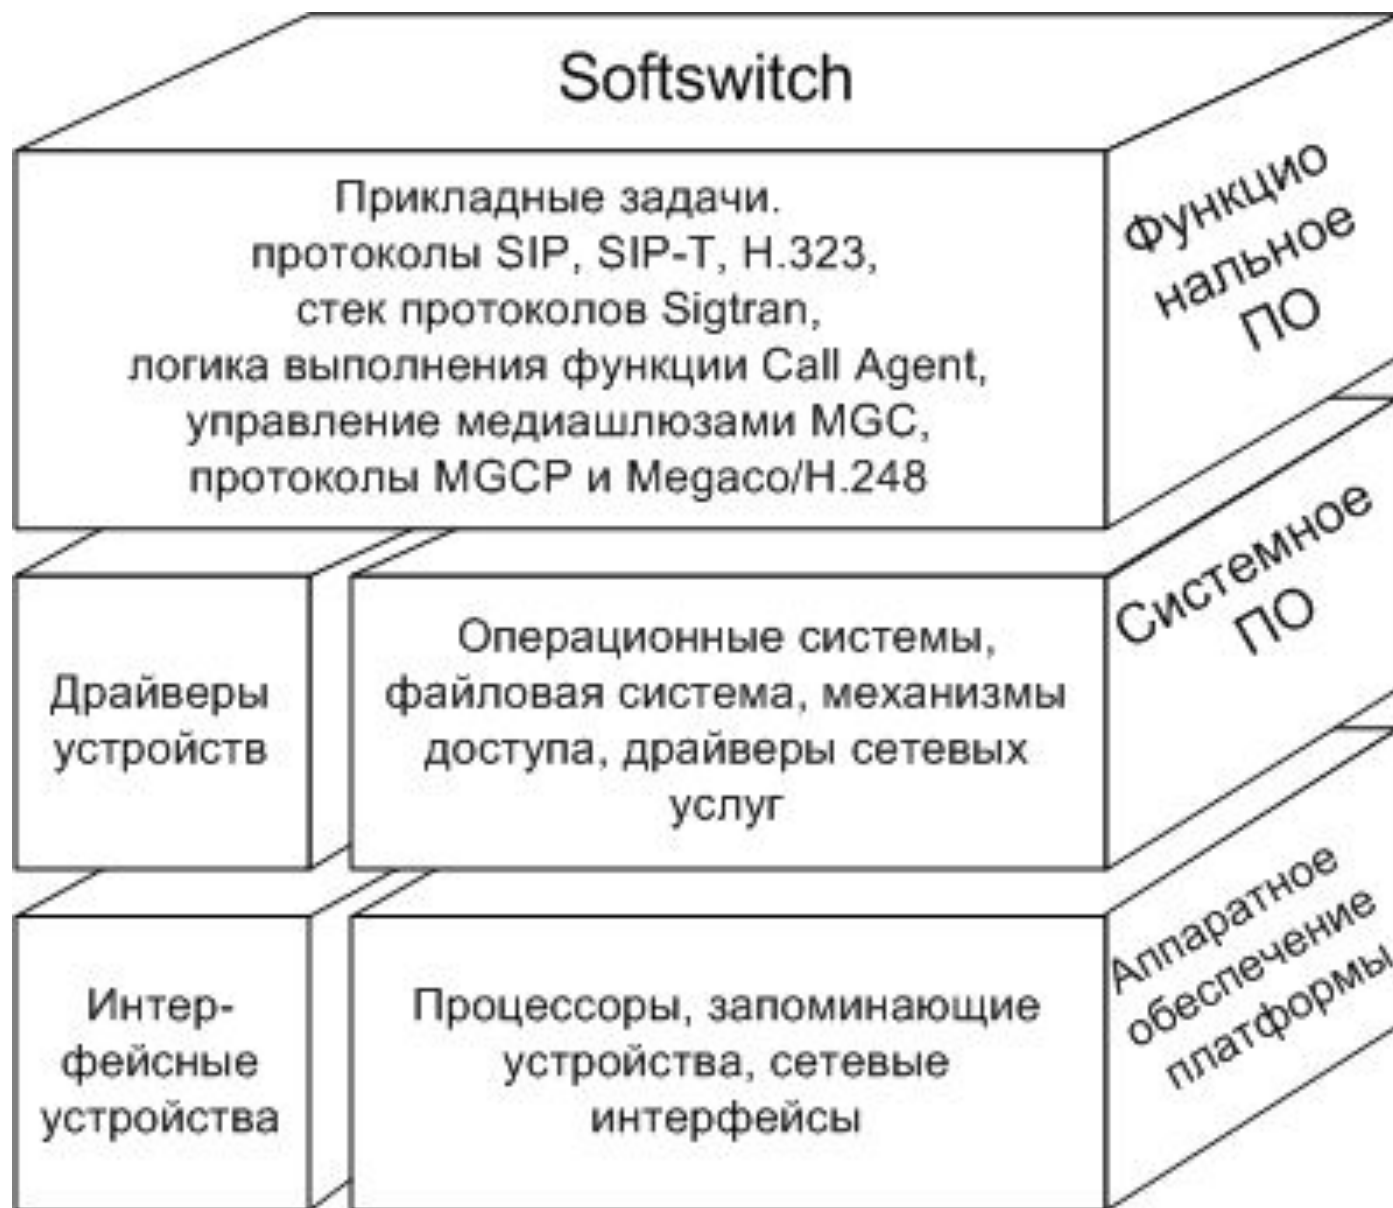 Softswitch
Прикладные задачи.
протоколы SIP, SIP-T, H.323,
стек протоколов Sigtran,
логика выполнения функции Call Agent,
управление медиашлюзами MGC,
протоколы MGCP и Megaco/H.248
Функцио
нальное
ПО
Драйверы
устройств
Операционные системы,
файловая система, механизмы
доступа, драйверы сетевых
услуг
Системное
ПО
Интер-
фейсные
устройства
Процессоры, запоминающие
устройства, сетевые
интерфейсы
Аппаратное
обеспечение
платформы